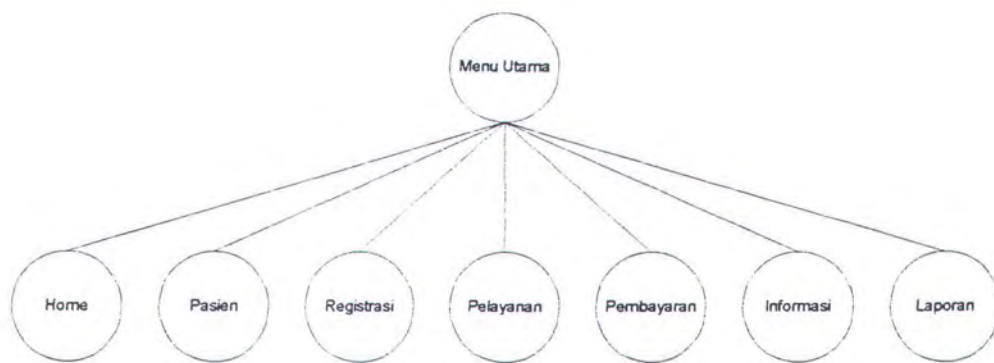 Menu Utama
Home
Pasien
Registrasi
Pelayanan
Pembayaran
Informasi
Laporan